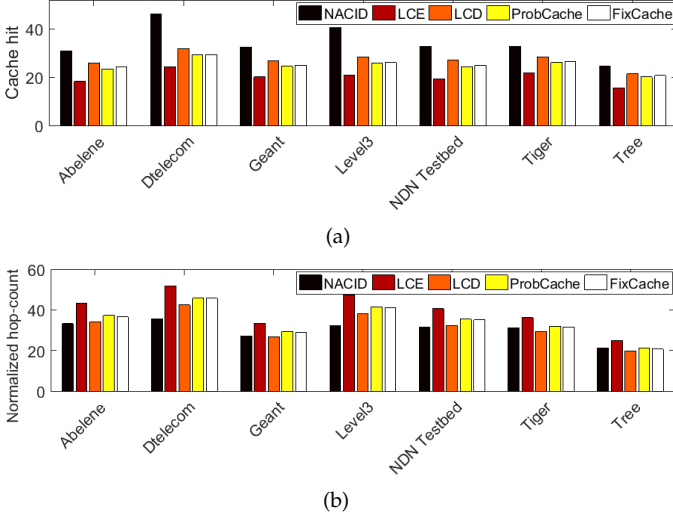 NACID LCE LCD ProbCache FixCache
Cache hit
40
20
0
Abelene Dtelecom Geant Level3 NDN Testbed Tiger Tree
(a)
60
NACID LCE LCD ProbCache FixCache
Normalized hop-count
40
20
0
Abelene Dtelecom Geant Level3 NDN Testbed Tiger Tree
(b)